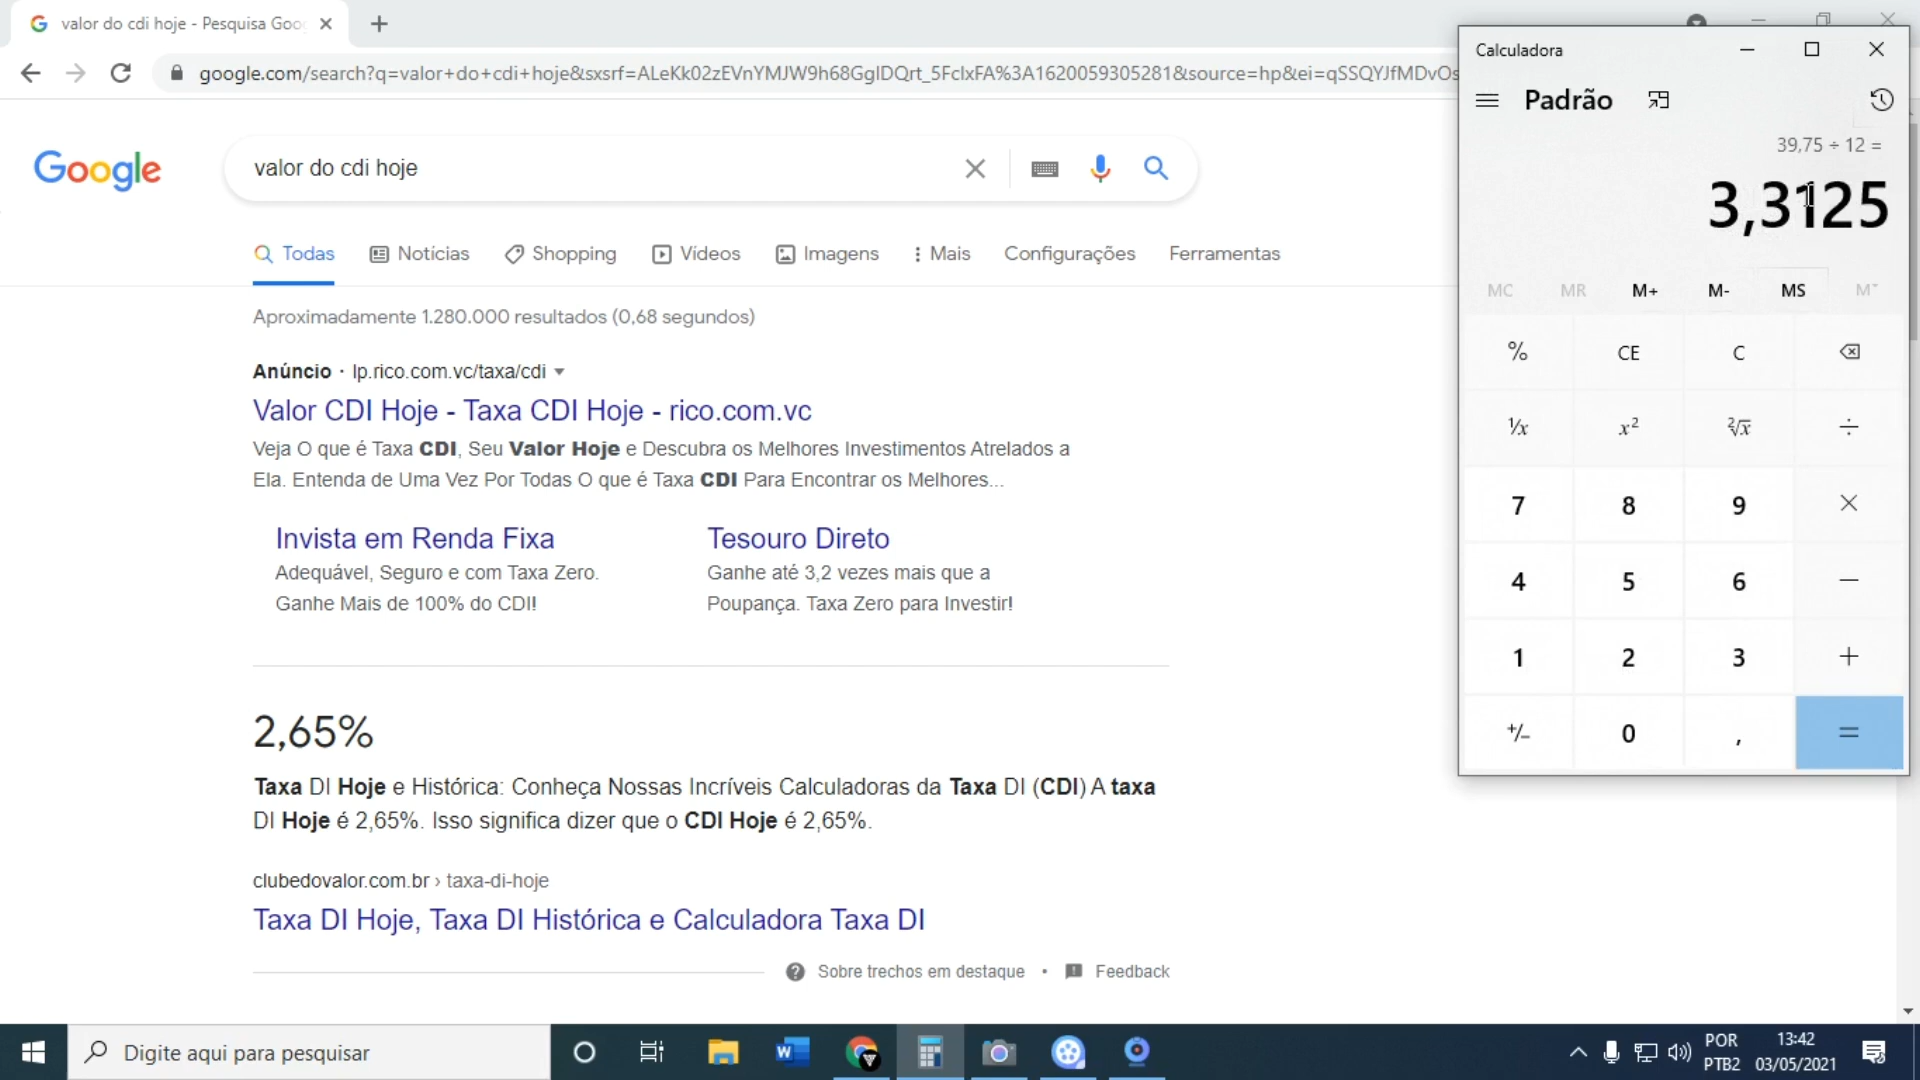 valor do cdi hoje - Pesquisa Goo
google.com/search?q=valor+do+cdi+hoje&sxsrf=ALeKk02zEVnYMJW9h68GgIDQrt_5FcIxFA%3A1620059305281&source=hp&ei=qSSQYJfMDvOs
Google
valor do cdi hoje
Todas
Notícias
Shopping
Vídeos
Imagens
Mais
Configurações
Ferramentas
Aproximadamente 1.280.000 resultados (0,68 segundos)
Anúncio · lp.rico.com.vc/taxa/cdi
Valor CDI Hoje - Taxa CDI Hoje - rico.com.vc
Veja O que é Taxa CDI, Seu Valor Hoje e Descubra os Melhores Investimentos Atrelados a
Ela. Entenda de Uma Vez Por Todas O que é Taxa CDI Para Encontrar os Melhores...
Invista em Renda Fixa
Adequável, Seguro e com Taxa Zero.
Ganhe Mais de 100% do CDI!
Tesouro Direto
Ganhe até 3,2 vezes mais que a
Poupança. Taxa Zero para Investir!
2,65%
Taxa DI Hoje e Histórica: Conheça Nossas Incríveis Calculadoras da Taxa DI (CDI) A taxa
DI Hoje é 2,65%. Isso significa dizer que o CDI Hoje é 2,65%.
clubedovalor.com.br › taxa-di-hoje
Taxa DI Hoje, Taxa DI Histórica e Calculadora Taxa DI
Sobre trechos em destaque • Feedback
Calculadora
Padrão
39,75 ÷ 12 =
3,3125
MC MR M+ M- MS M˅
% CE C
1/x x² ²√x ÷
7 8 9 ×
4 5 6 −
1 2 3 +
+/− 0 , =
Digite aqui para pesquisar
POR
PTB2
13:42
03/05/2021